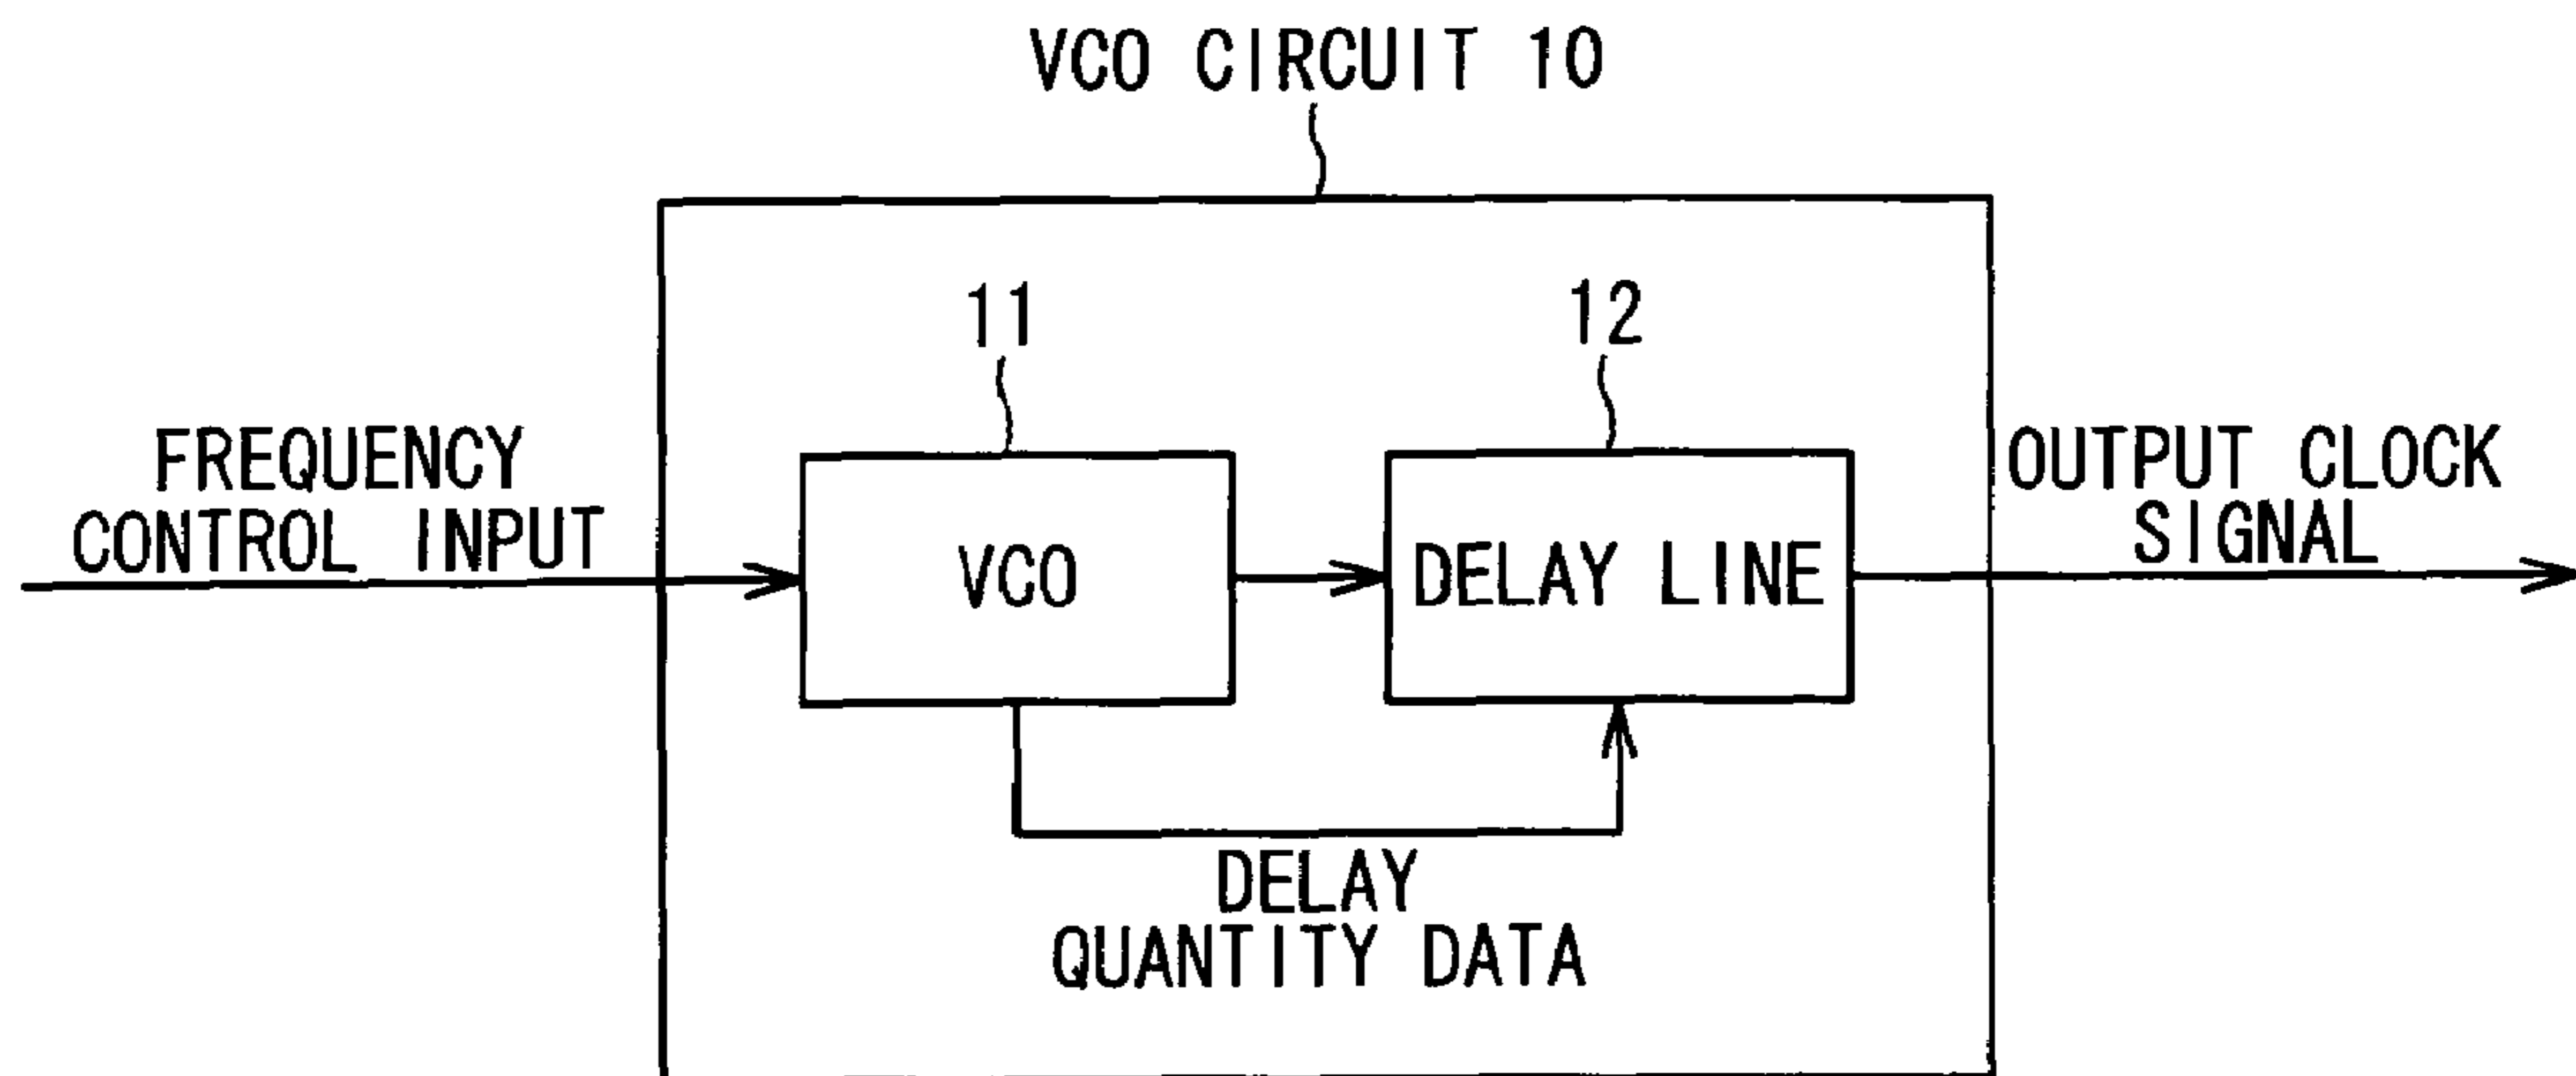 VCO CIRCUIT 10
11
12
FREQUENCY
CONTROL INPUT
VCO
DELAY LINE
OUTPUT CLOCK
SIGNAL
DELAY
QUANTITY DATA